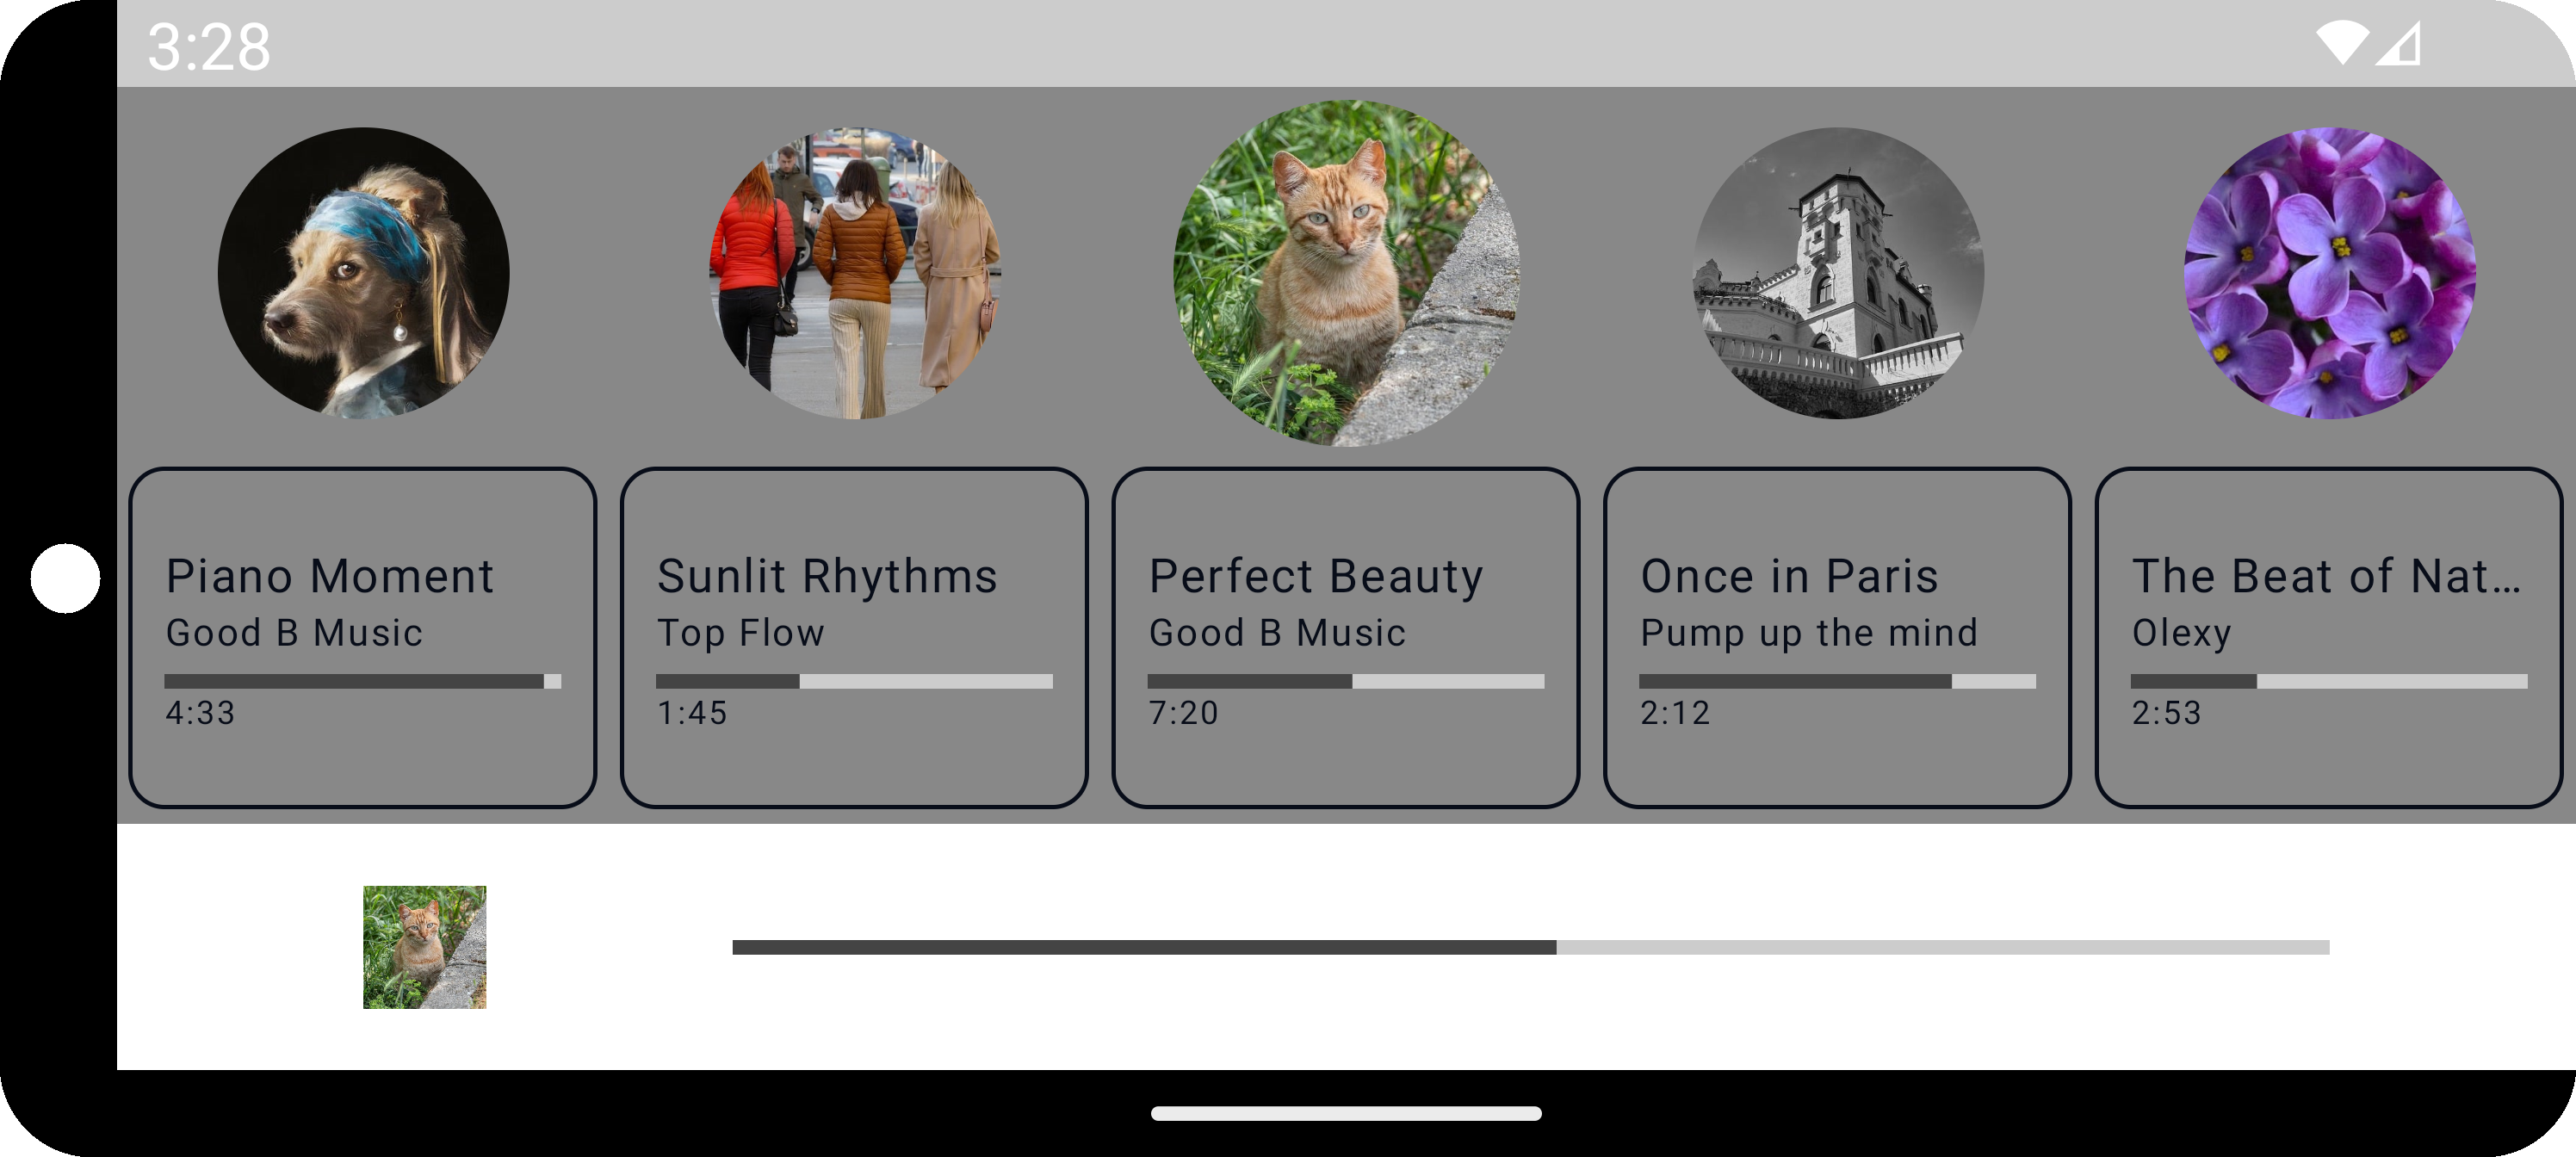 3:28
Piano Moment
Good B Music
4:33
Sunlit Rhythms
Top Flow
1:45
Perfect Beauty
Good B Music
7:20
Once in Paris
Pump up the mind
2:12
The Beat of Nat...
Olexy
2:53